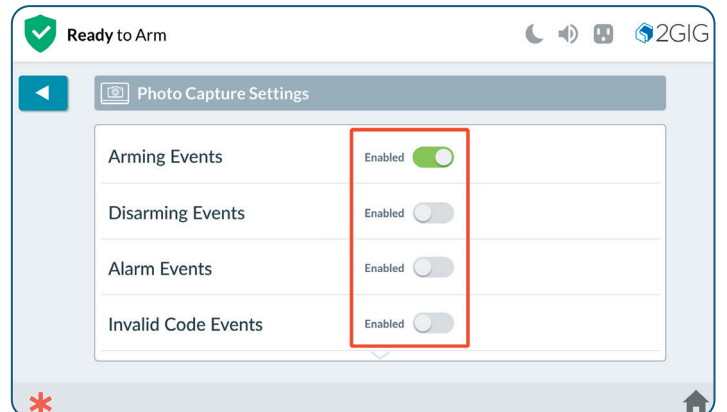 Ready to Arm
2GIG
Photo Capture Settings
Arming Events Enabled
Disarming Events Enabled
Alarm Events Enabled
Invalid Code Events Enabled